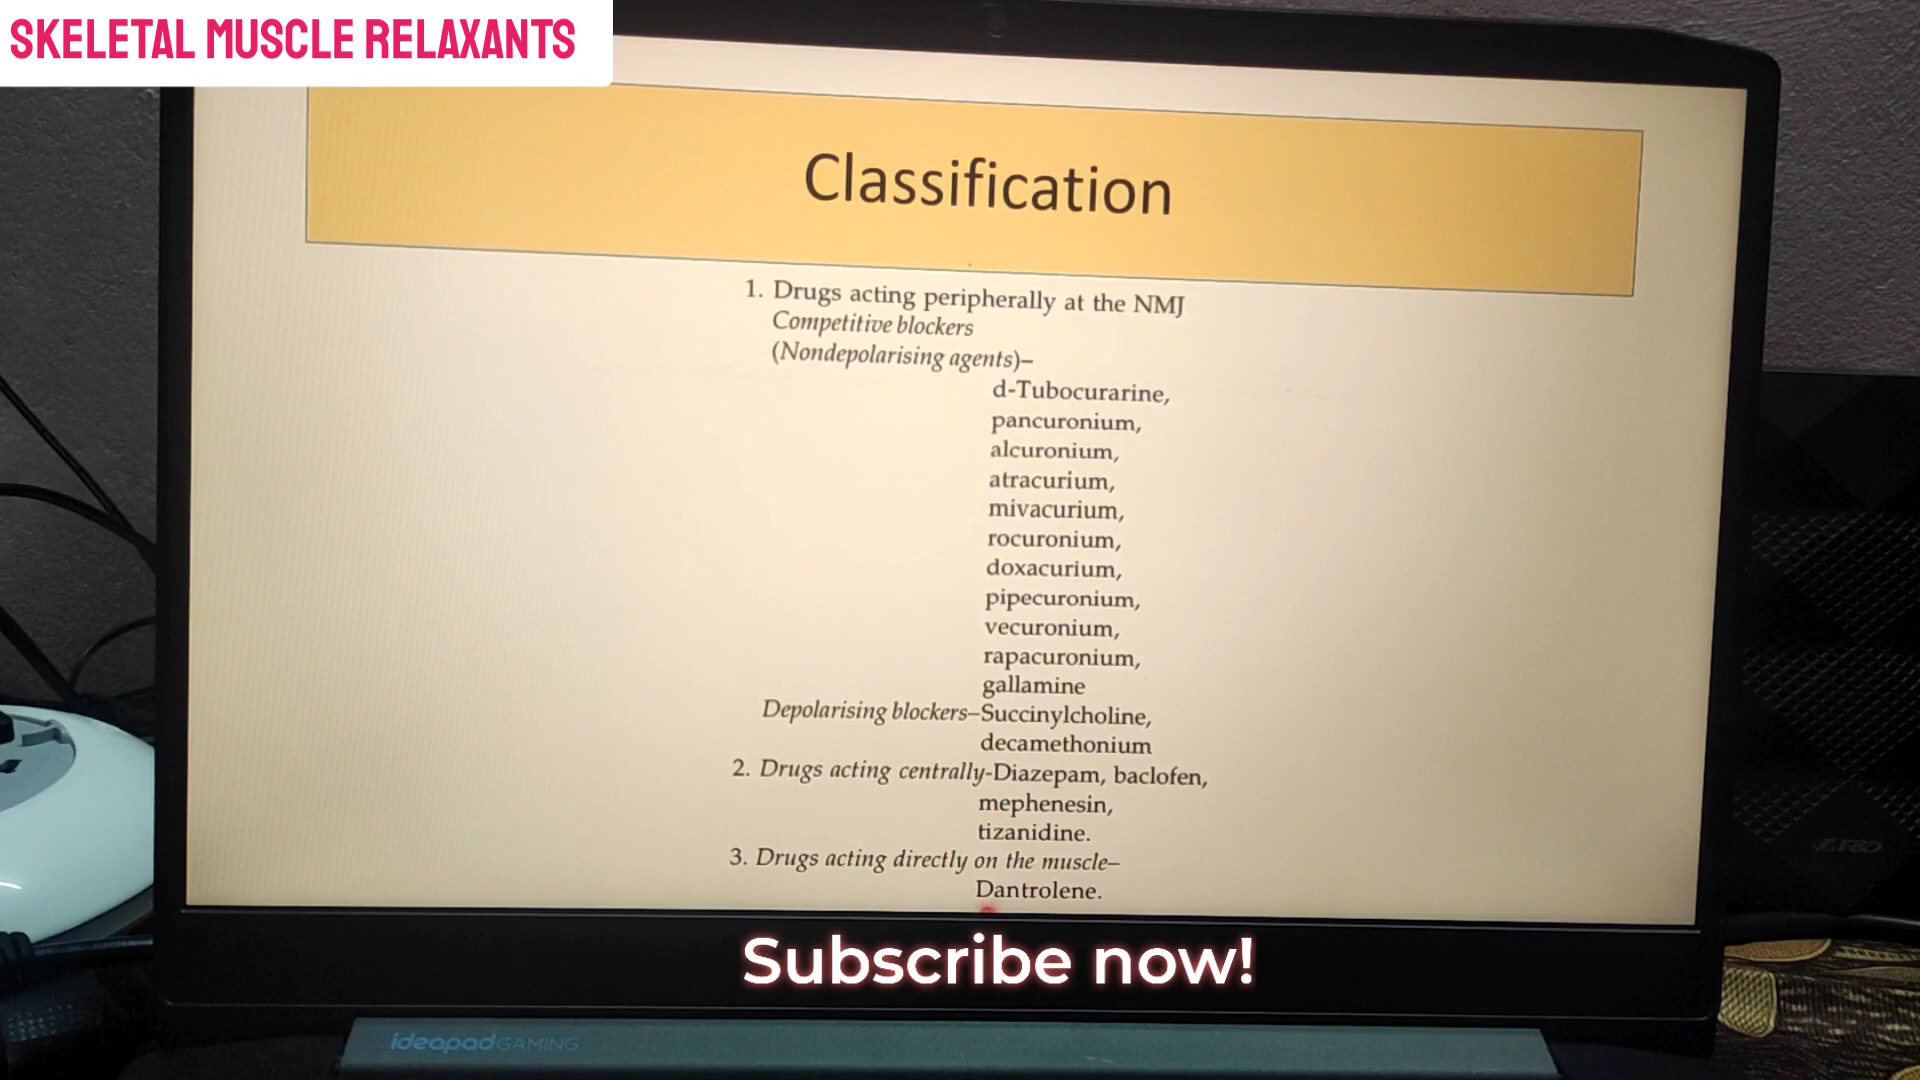 SKELETAL MUSCLE RELAXANTS
Classification
1. Drugs acting peripherally at the NMJ
Competitive blockers
(Nondepolarising agents)–
d-Tubocurarine,
pancuronium,
alcuronium,
atracurium,
mivacurium,
rocuronium,
doxacurium,
pipecuronium,
vecuronium,
rapacuronium,
gallamine
Depolarising blockers–Succinylcholine,
decamethonium
2. Drugs acting centrally-Diazepam, baclofen,
mephenesin,
tizanidine.
3. Drugs acting directly on the muscle–
Dantrolene.
Subscribe now!
ideapad GAMING
F&D